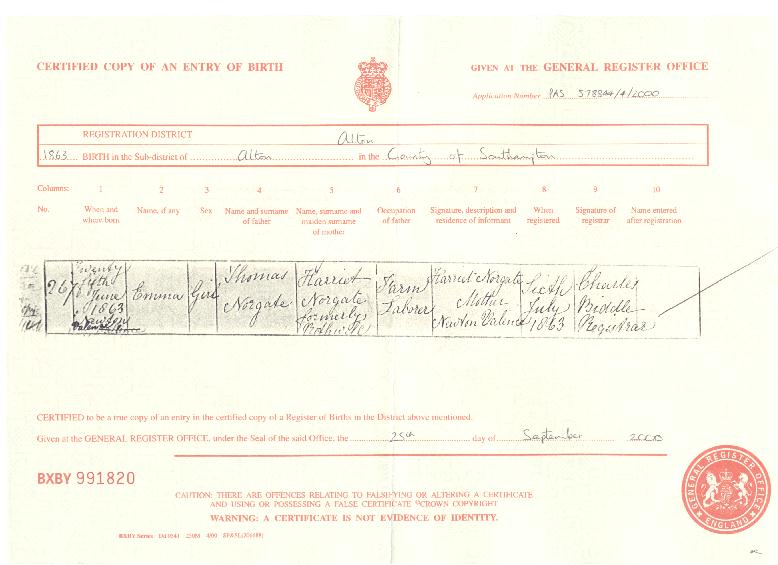 CERTIFIED COPY OF AN ENTRY OF BIRTH
GIVEN AT THE GENERAL REGISTER OFFICE
Application Number PAS 578844/4/2000
REGISTRATION DISTRICT Alton
1863 BIRTH in the Sub-district of Alton in the County of Southampton
Columns: 1 2 3 4 5 6 7 8 9 10
No. When and where born Name, if any Sex Name and surname of father Name, surname and maiden surname of mother Occupation of father Signature, description and residence of informant When registered Signature of registrar Name entered after registration
267
Twenty
June
1863
Newton
Valence
Emma
Girl
Thomas
Norgate
Harriet
Norgate
formerly
Farm
Laborer
Harriet Norgate
Mother
Newton Valence
Sixth
July
1863
Charles
Biddle
Registrar
CERTIFIED to be a true copy of an entry in the certified copy of a Register of Births in the District above mentioned.
Given at the GENERAL REGISTER OFFICE, under the Seal of the said Office, the 25th day of September 2000
BXBY 991820
CAUTION: THERE ARE OFFENCES RELATING TO FALSIFYING OR ALTERING A CERTIFICATE
AND USING OR POSSESSING A FALSE CERTIFICATE ©CROWN COPYRIGHT
WARNING: A CERTIFICATE IS NOT EVIDENCE OF IDENTITY.
BXBY Series
GENERAL REGISTER OFFICE
ENGLAND